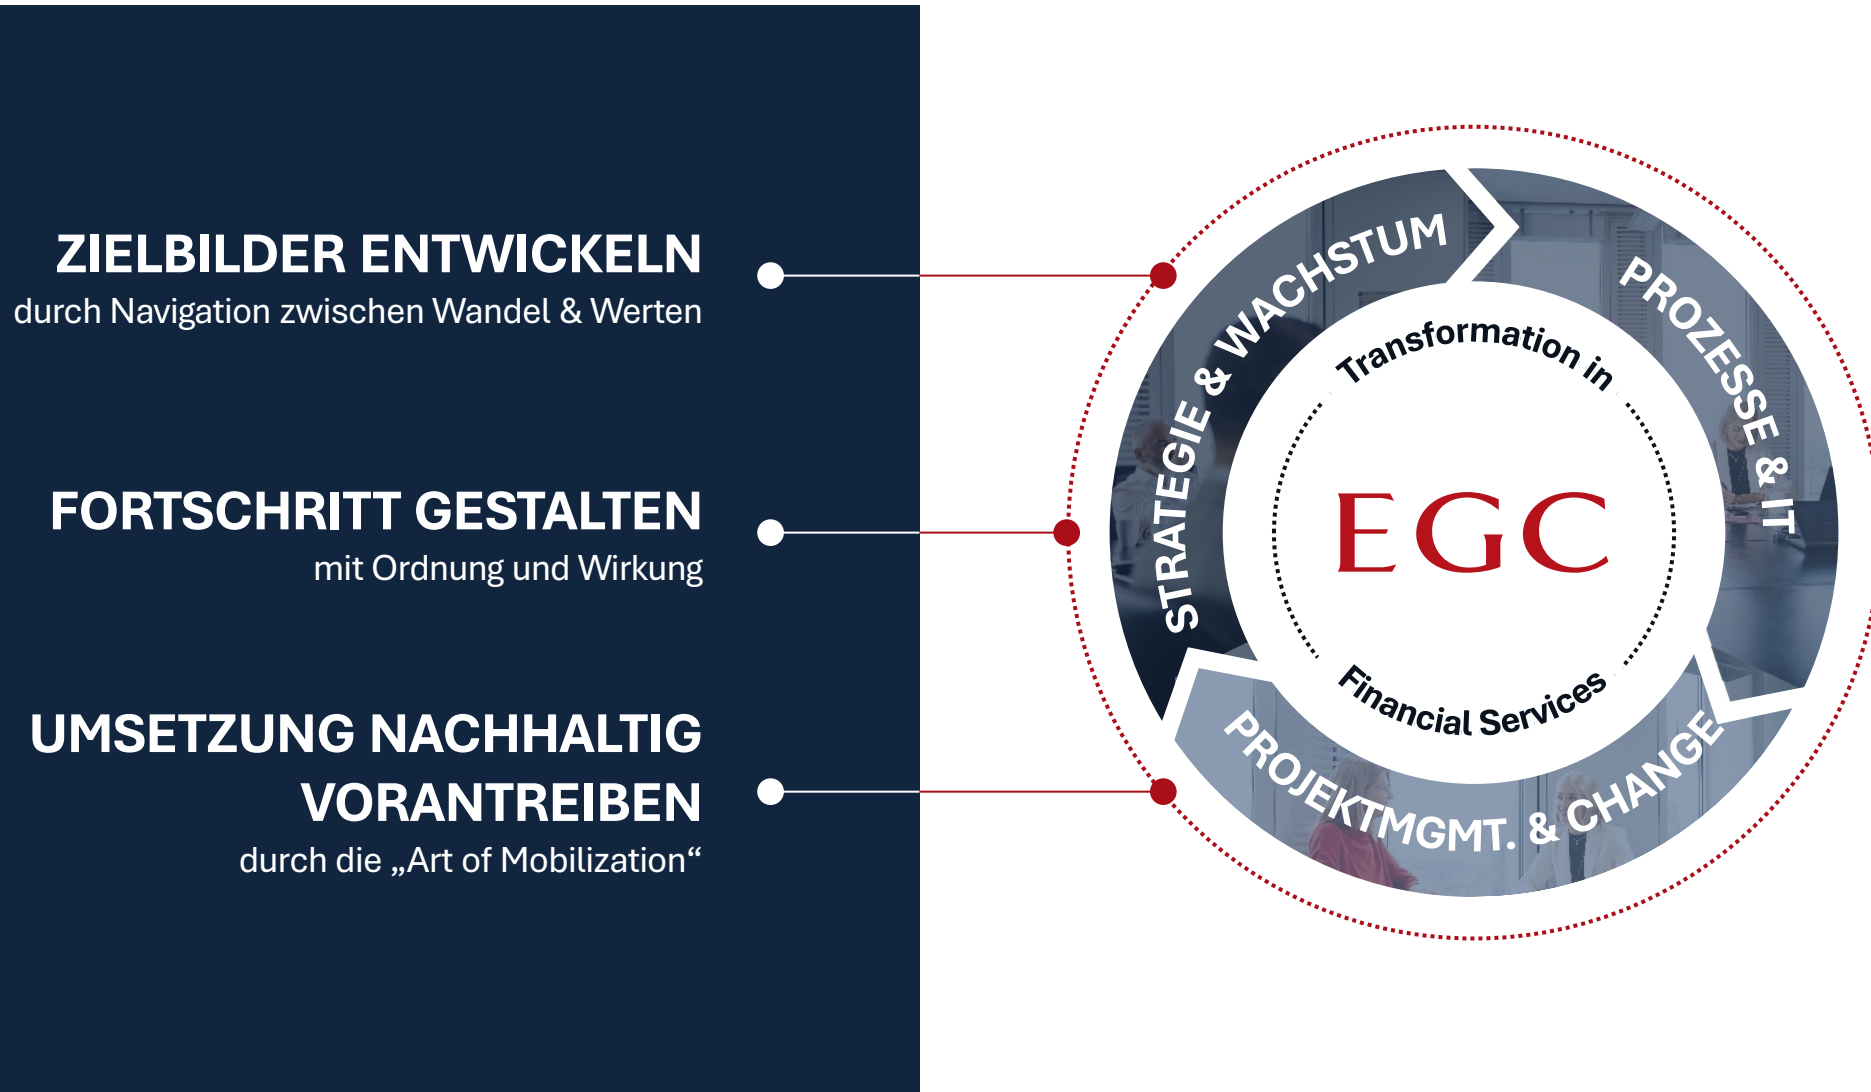 ZIELBILDER ENTWICKELN
durch Navigation zwischen Wandel & Werten
FORTSCHRITT GESTALTEN
mit Ordnung und Wirkung
UMSETZUNG NACHHALTIG
VORANTREIBEN
durch die „Art of Mobilization“
STRATEGIE & WACHSTUM
PROZESSE & IT
PROJEKTMGMT. & CHANGE
Transformation in
EGC
Financial Services